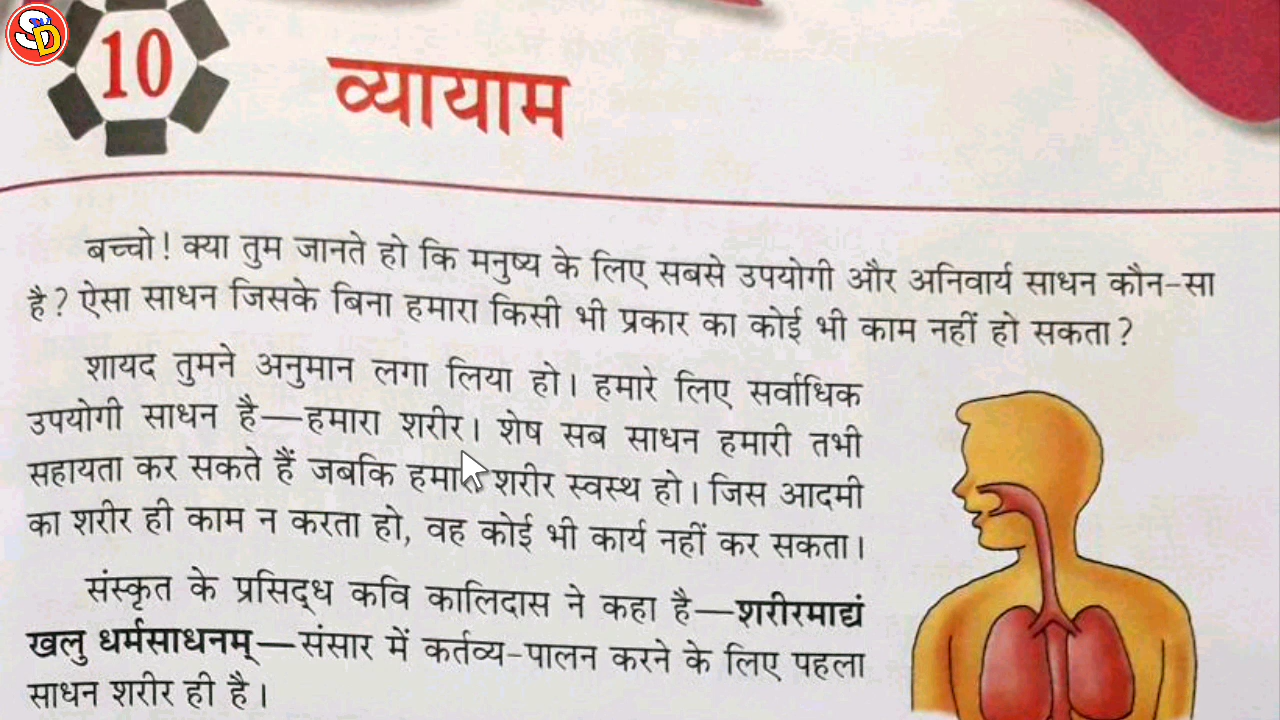 SD
10
व्यायाम
बच्चो! क्या तुम जानते हो कि मनुष्य के लिए सबसे उपयोगी और अनिवार्य साधन कौन-सा
है? ऐसा साधन जिसके बिना हमारा किसी भी प्रकार का कोई भी काम नहीं हो सकता?
शायद तुमने अनुमान लगा लिया हो। हमारे लिए सर्वाधिक
उपयोगी साधन है—हमारा शरीर। शेष सब साधन हमारी तभी
सहायता कर सकते हैं जबकि हमारा शरीर स्वस्थ हो। जिस आदमी
का शरीर ही काम न करता हो, वह कोई भी कार्य नहीं कर सकता।
संस्कृत के प्रसिद्ध कवि कालिदास ने कहा है—शरीरमाद्यं
खलु धर्मसाधनम्—संसार में कर्तव्य-पालन करने के लिए पहला
साधन शरीर ही है।